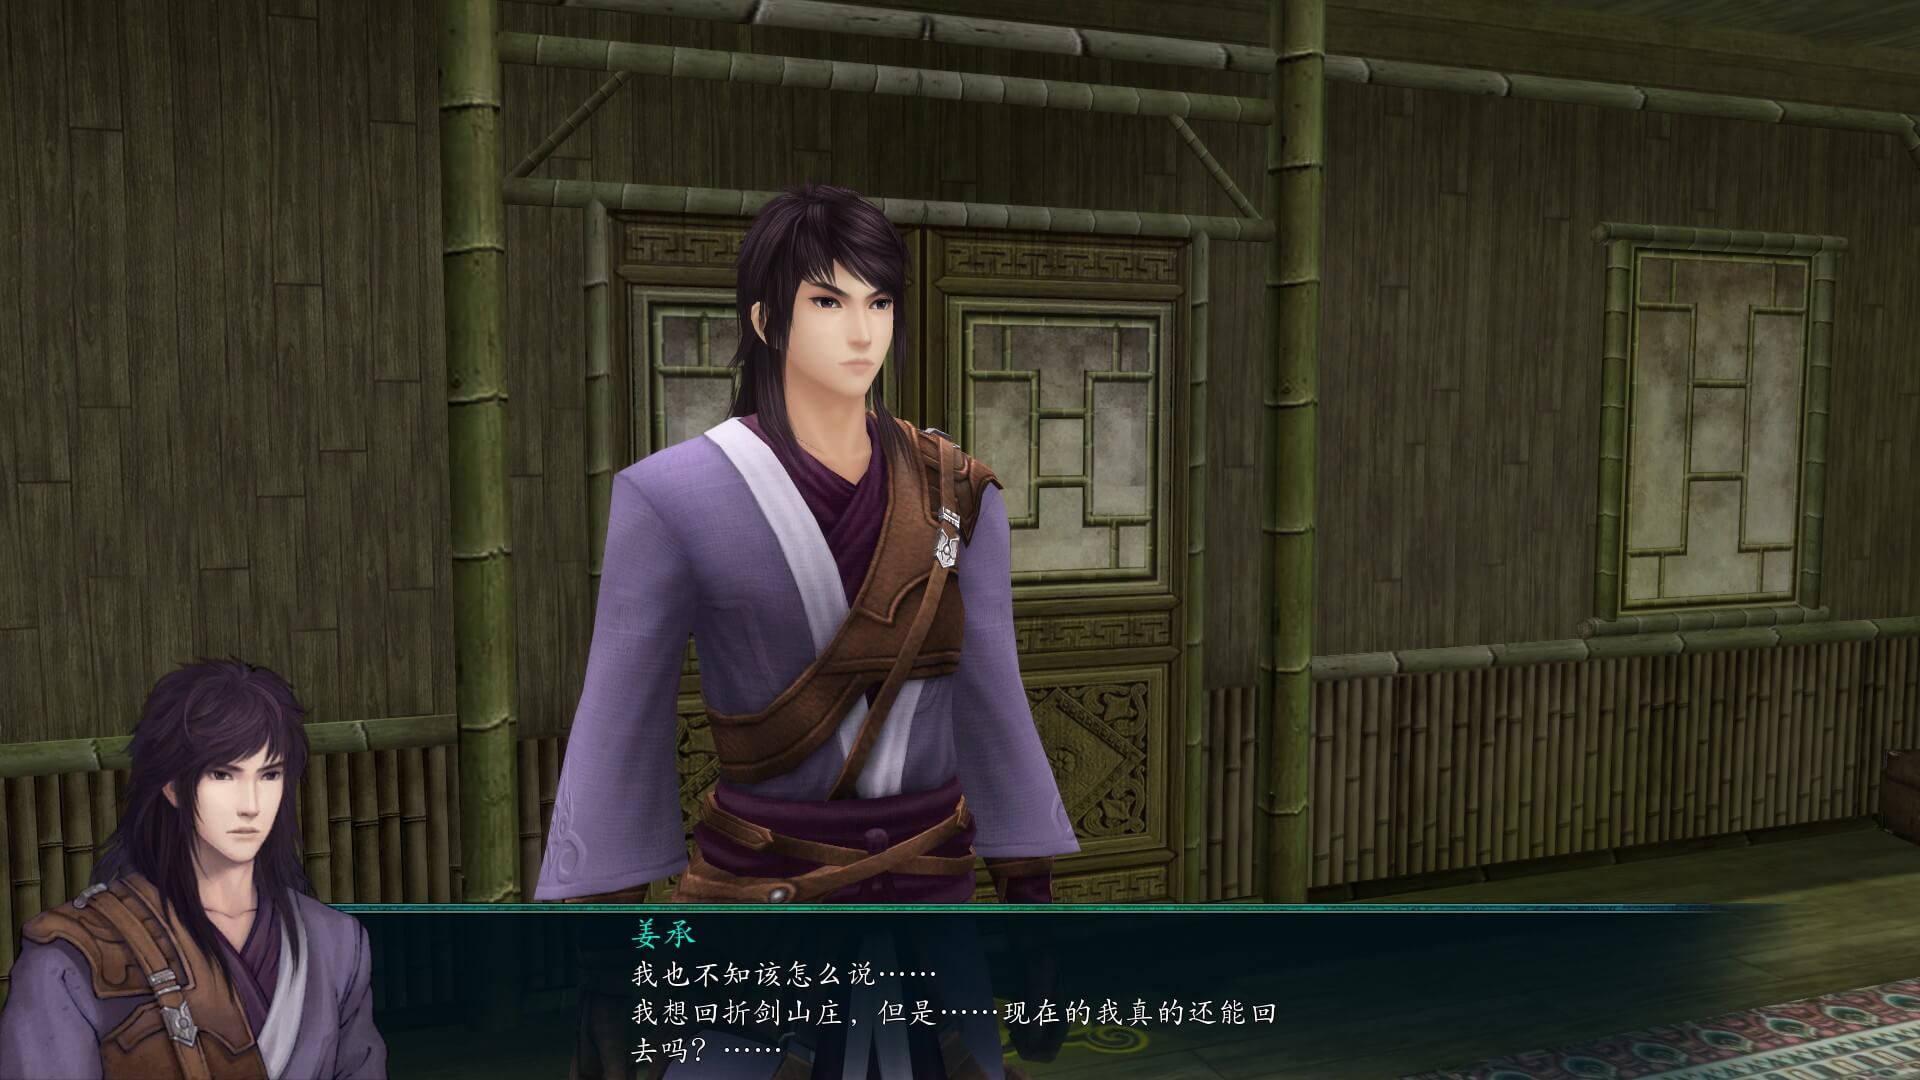 姜承
我也不知该怎么说……
我想回折剑山庄，但是……现在的我真的还能回
去吗？……